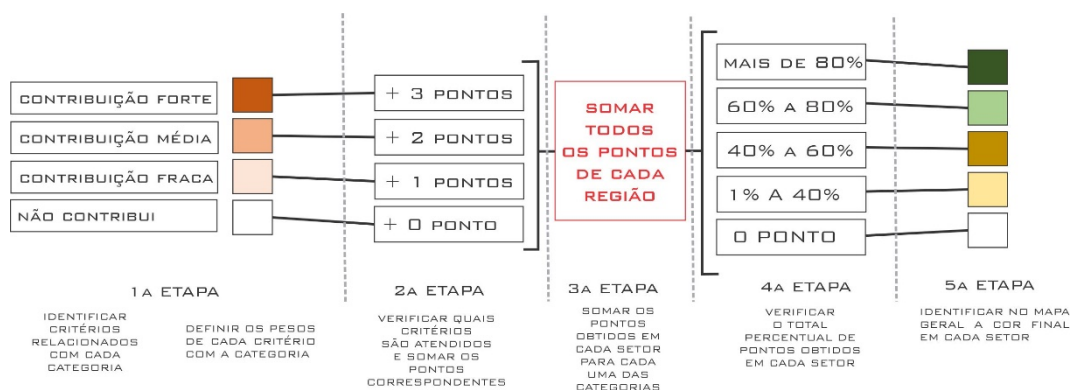 CONTRIBUIÇÃO FORTE
CONTRIBUIÇÃO MÉDIA
CONTRIBUIÇÃO FRACA
NÃO CONTRIBUI
+ 3 PONTOS
+ 2 PONTOS
+ 1 PONTOS
+ 0 PONTO
SOMAR
TODOS
OS PONTOS
DE CADA
REGIÃO
MAIS DE 80%
60% A 80%
40% A 60%
1% A 40%
0 PONTO
1A ETAPA
IDENTIFICAR
CRITÉRIOS
RELACIONADOS
COM CADA
CATEGORIA
DEFINIR OS PESOS
DE CADA CRITÉRIO
COM A CATEGORIA
2A ETAPA
VERIFICAR QUAIS
CRITÉRIOS
SÃO ATENDIDOS
E SOMAR OS
PONTOS
CORRESPONDENTES
3A ETAPA
SOMAR OS
PONTOS
OBTIDOS EM
CADA SETOR
PARA CADA
UMA DAS
CATEGORIAS
4A ETAPA
VERIFICAR
O TOTAL
PERCENTUAL DE
PONTOS OBTIDOS
EM CADA SETOR
5A ETAPA
IDENTIFICAR NO MAPA
GERAL A COR FINAL
EM CADA SETOR